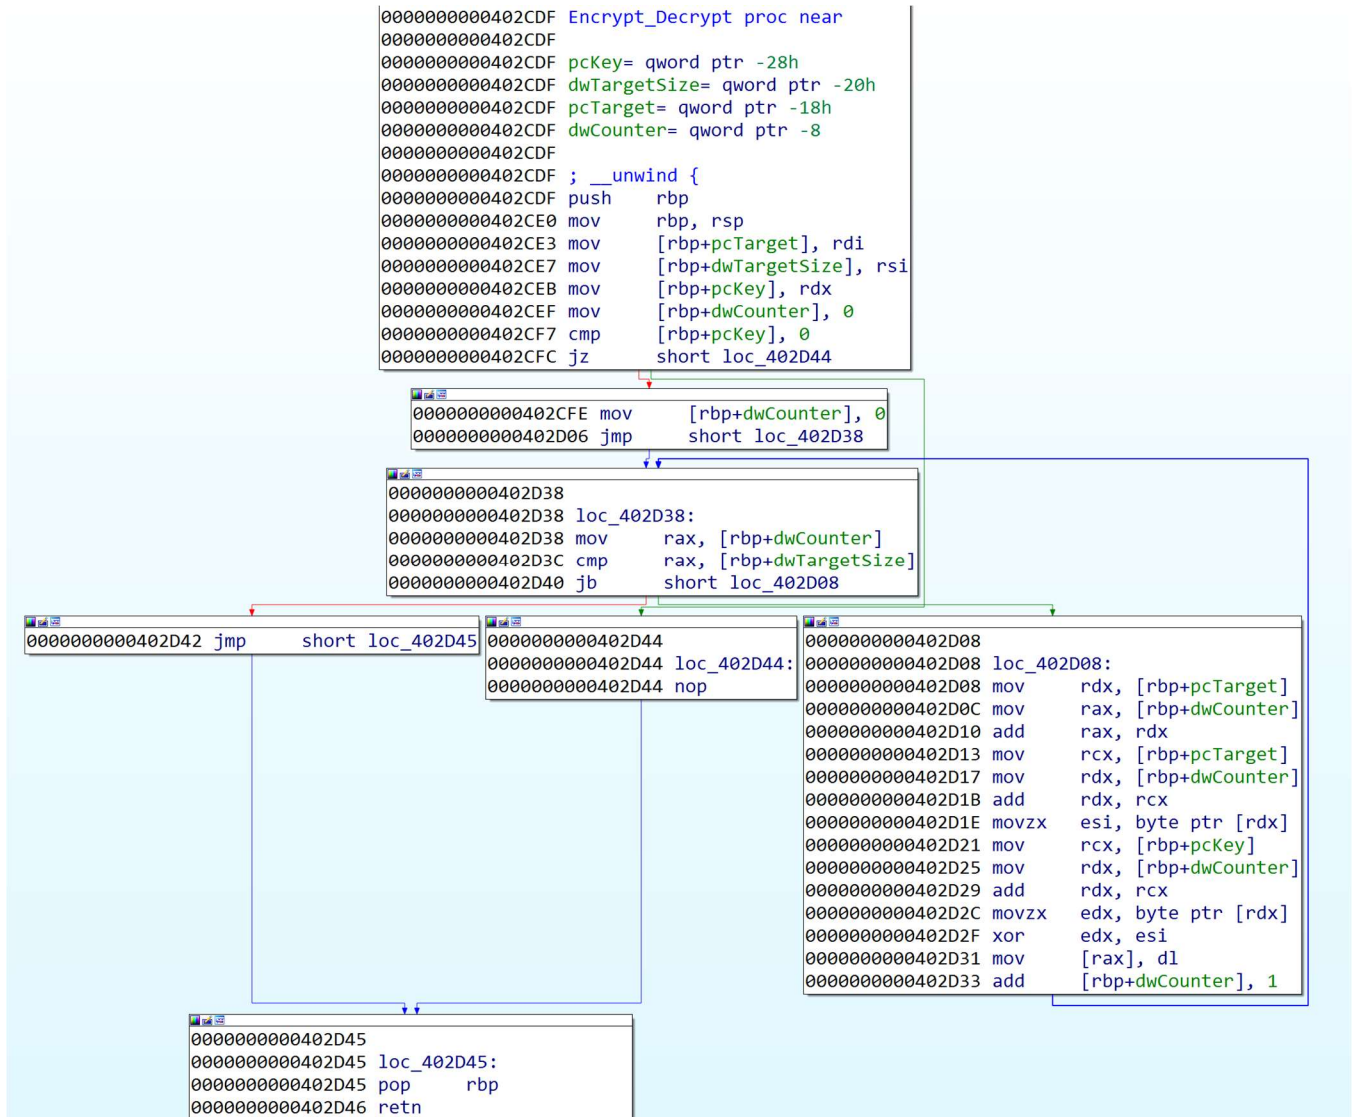 0000000000402CDF Encrypt_Decrypt proc near
0000000000402CDF
0000000000402CDF pcKey= qword ptr -28h
0000000000402CDF dwTargetSize= qword ptr -20h
0000000000402CDF pcTarget= qword ptr -18h
0000000000402CDF dwCounter= qword ptr -8
0000000000402CDF
0000000000402CDF ; __unwind {
0000000000402CDF push rbp
0000000000402CE0 mov rbp, rsp
0000000000402CE3 mov [rbp+pcTarget], rdi
0000000000402CE7 mov [rbp+dwTargetSize], rsi
0000000000402CEB mov [rbp+pcKey], rdx
0000000000402CEF mov [rbp+dwCounter], 0
0000000000402CF7 cmp [rbp+pcKey], 0
0000000000402CFC jz short loc_402D44
0000000000402CFE mov [rbp+dwCounter], 0
0000000000402D06 jmp short loc_402D38
0000000000402D38
0000000000402D38 loc_402D38:
0000000000402D38 mov rax, [rbp+dwCounter]
0000000000402D3C cmp rax, [rbp+dwTargetSize]
0000000000402D40 jb short loc_402D08
0000000000402D42 jmp short loc_402D45
0000000000402D44
0000000000402D44 loc_402D44:
0000000000402D44 nop
0000000000402D08
0000000000402D08 loc_402D08:
0000000000402D08 mov rdx, [rbp+pcTarget]
0000000000402D0C mov rax, [rbp+dwCounter]
0000000000402D10 add rax, rdx
0000000000402D13 mov rcx, [rbp+pcTarget]
0000000000402D17 mov rdx, [rbp+dwCounter]
0000000000402D1B add rdx, rcx
0000000000402D1E movzx esi, byte ptr [rdx]
0000000000402D21 mov rcx, [rbp+pcKey]
0000000000402D25 mov rdx, [rbp+dwCounter]
0000000000402D29 add rdx, rcx
0000000000402D2C movzx edx, byte ptr [rdx]
0000000000402D2F xor edx, esi
0000000000402D31 mov [rax], dl
0000000000402D33 add [rbp+dwCounter], 1
0000000000402D45
0000000000402D45 loc_402D45:
0000000000402D45 pop rbp
0000000000402D46 retn